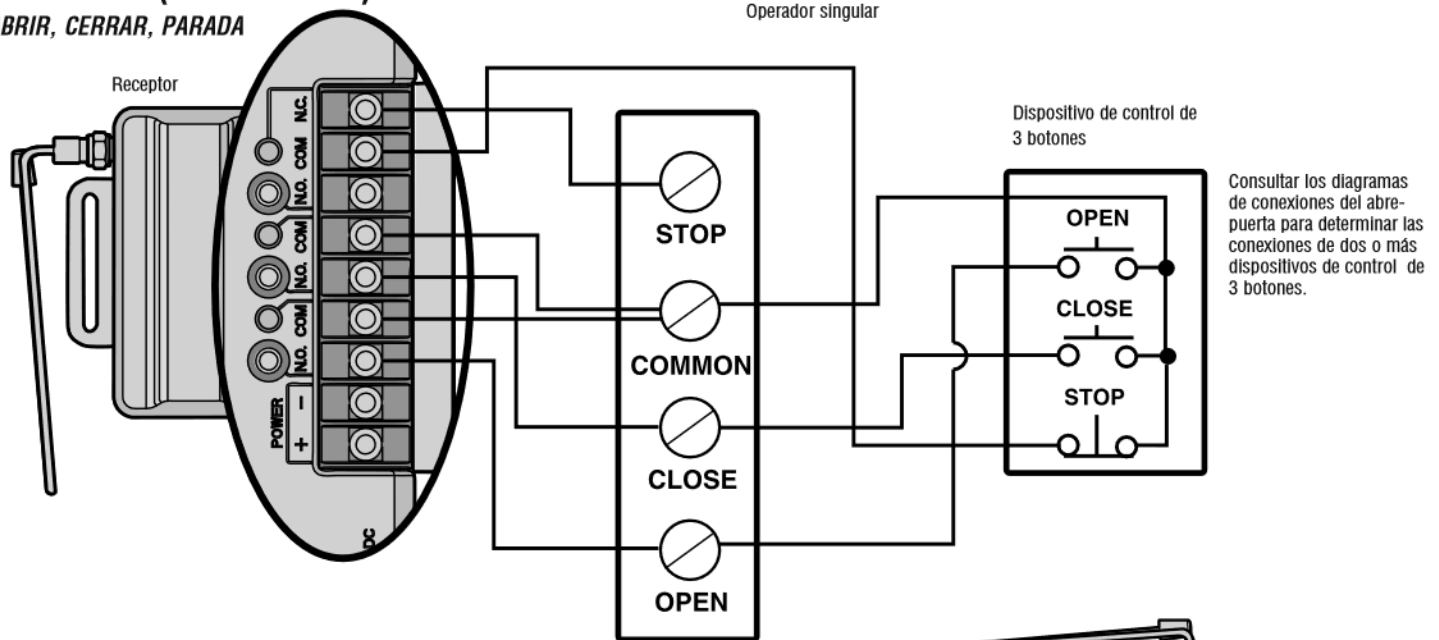 BRIR, CERRAR, PARADA
Operador singular
Receptor
N.C.
COM
N.O.
COM
N.O.
COM
N.O.
POWER
-
+
DC
STOP
COMMON
CLOSE
OPEN
Dispositivo de control de
3 botones
OPEN
CLOSE
STOP
Consultar los diagramas
de conexiones del abre-
puerta para determinar las
conexiones de dos o más
dispositivos de control de
3 botones.